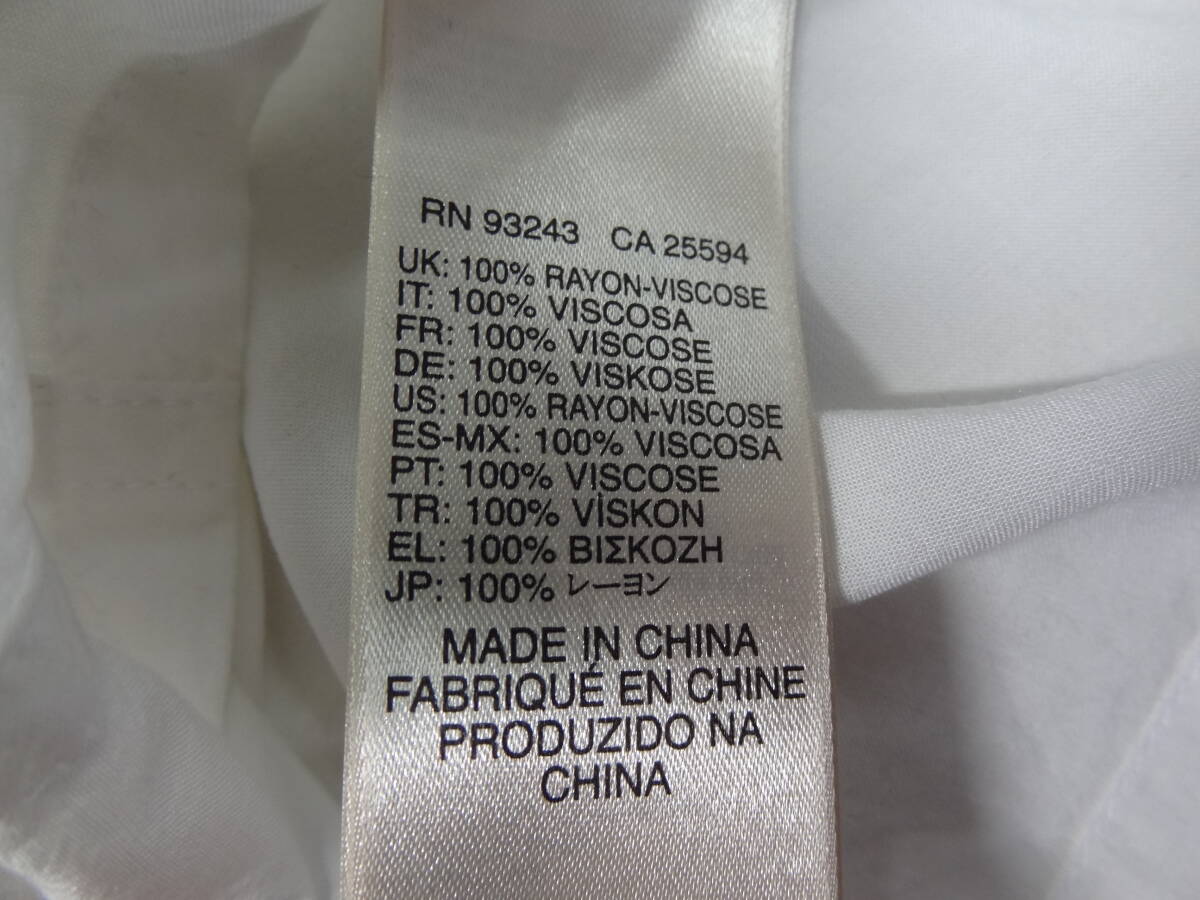 RN 93243 CA 25594
UK: 100% RAYON-VISCOSE
IT: 100% VISCOSA
FR: 100% VISCOSE
DE: 100% VISKOSE
US: 100% RAYON-VISCOSE
ES-MX: 100% VISCOSA
PT: 100% VISCOSE
TR: 100% VİSKON
EL: 100% ΒΙΣΚΟΖΗ
JP: 100% レーヨン
MADE IN CHINA
FABRIQUÉ EN CHINE
PRODUZIDO NA
CHINA